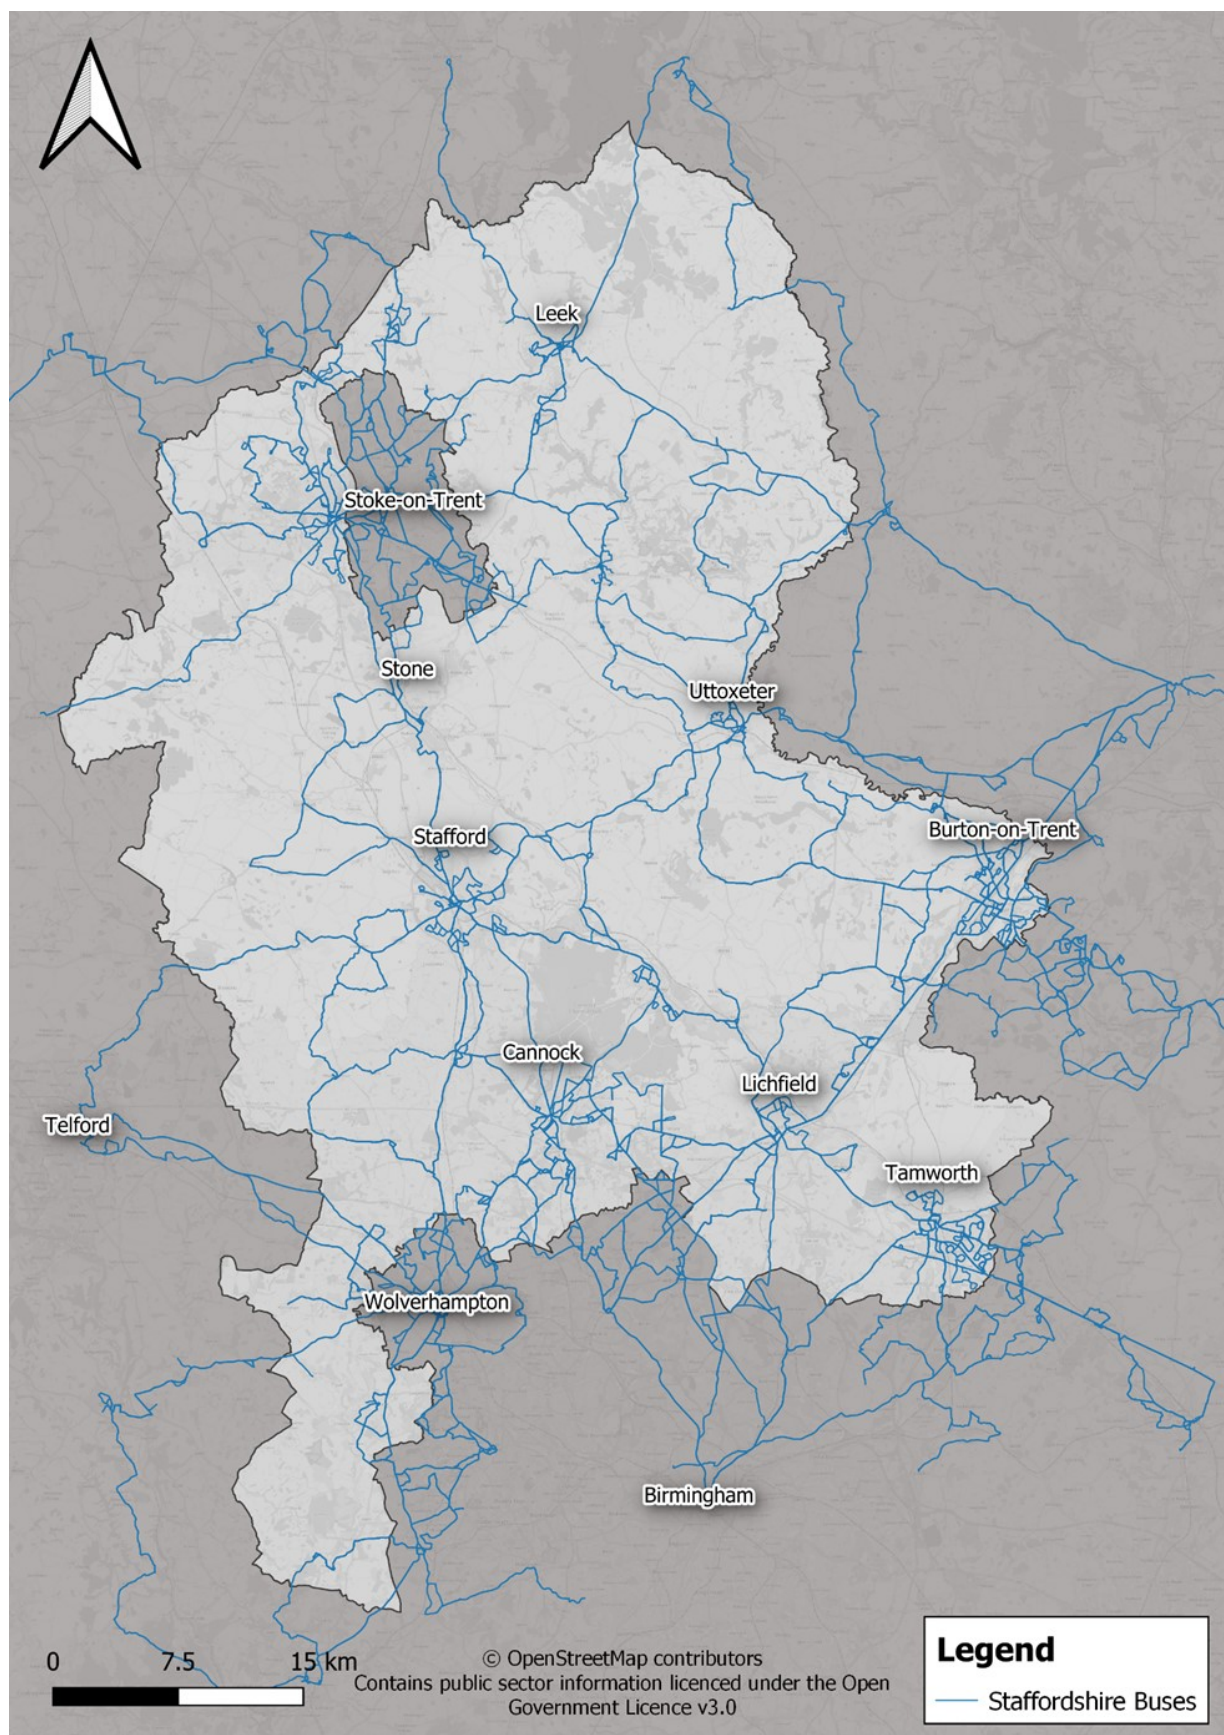 Leek
Stoke-on-Trent
Stone
Uttoxeter
Burton-on-Trent
Stafford
Cannock
Lichfield
Telford
Tamworth
Wolverhampton
Birmingham
0 7.5 15 km
© OpenStreetMap contributors
Contains public sector information licenced under the Open
Government Licence v3.0
Legend
Staffordshire Buses